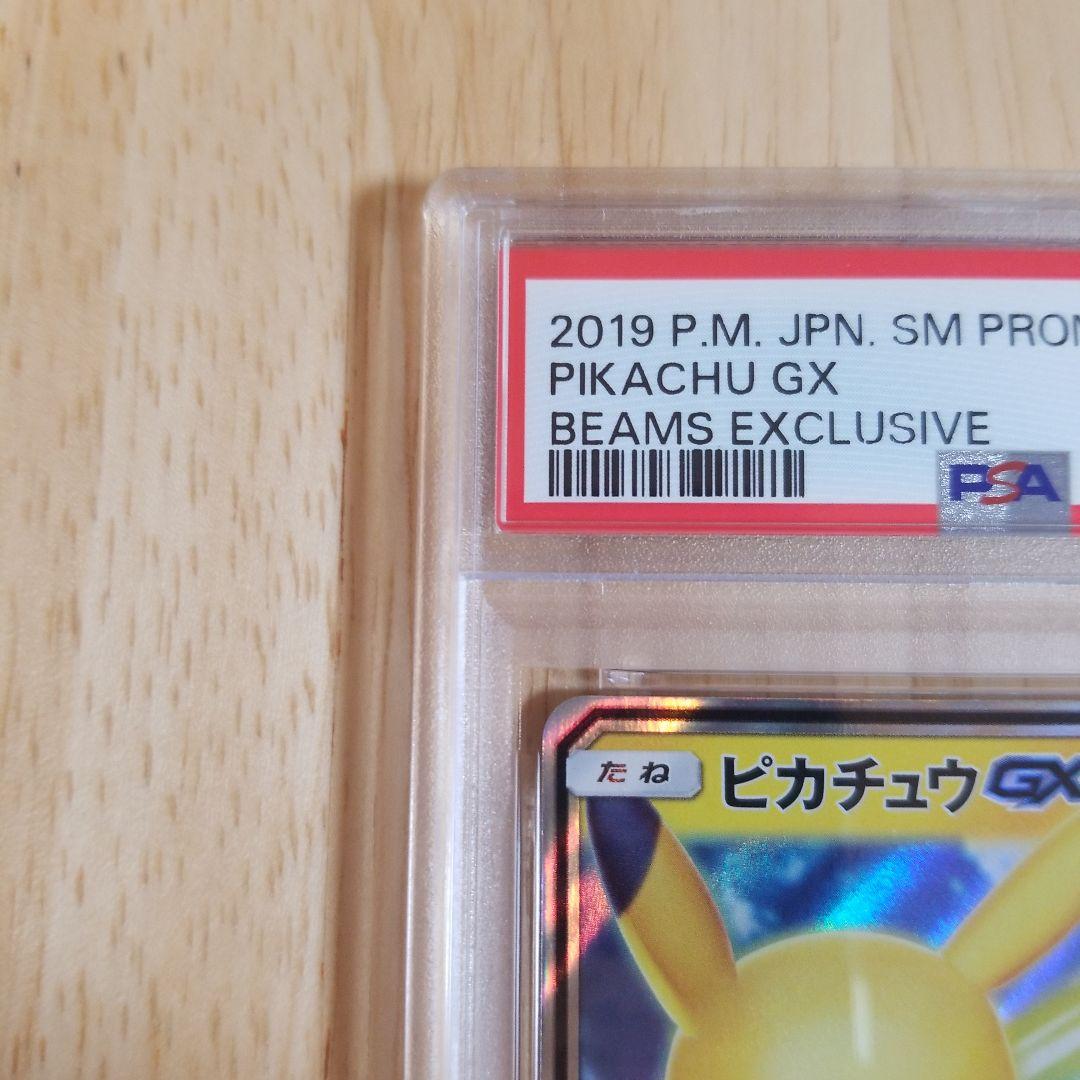 2019 P.M. JPN. SM PROM
PIKACHU GX
BEAMS EXCLUSIVE
PSA
たね
ピカチュウGX